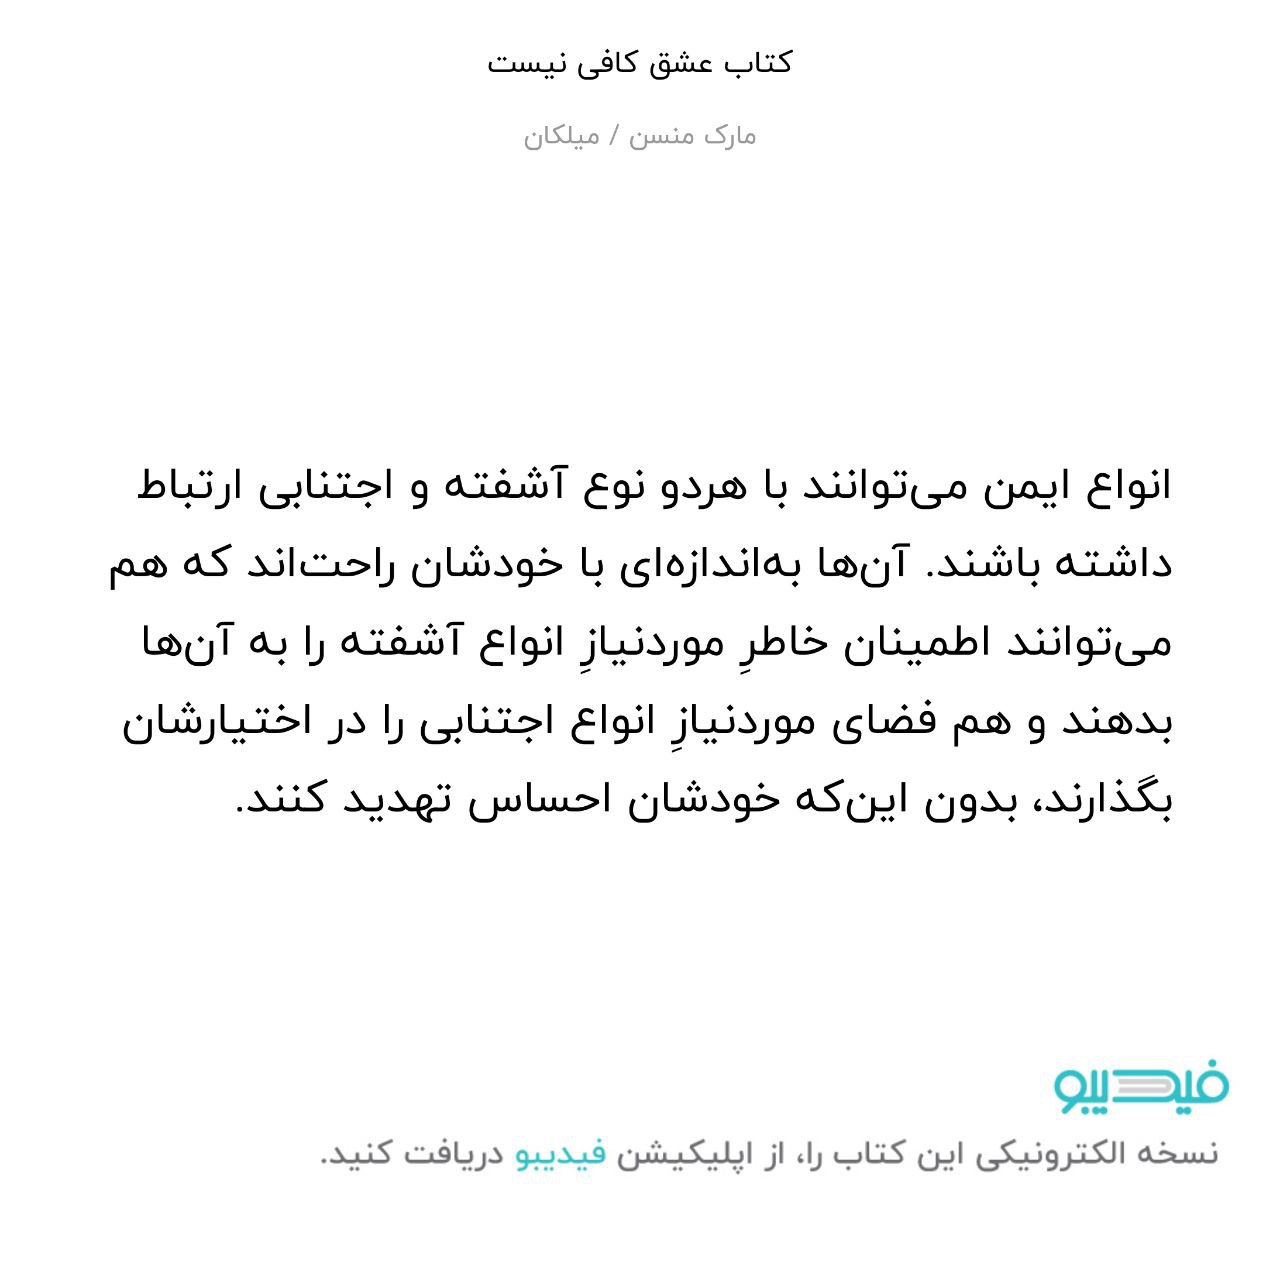 کتاب عشق کافی نیست
مارک منسن / میلکان
انواع ایمن می‌توانند با هردو نوع آشفته و اجتنابی ارتباط
داشته باشند. آن‌ها به‌اندازه‌ای با خودشان راحت‌اند که هم
می‌توانند اطمینان خاطرِ موردنیازِ انواع آشفته را به آن‌ها
بدهند و هم فضای موردنیازِ انواع اجتنابی را در اختیارشان
بگذارند، بدون این‌که خودشان احساس تهدید کنند.
فیدیبو
نسخه الکترونیکی این کتاب را، از اپلیکیشن فیدیبو دریافت کنید.